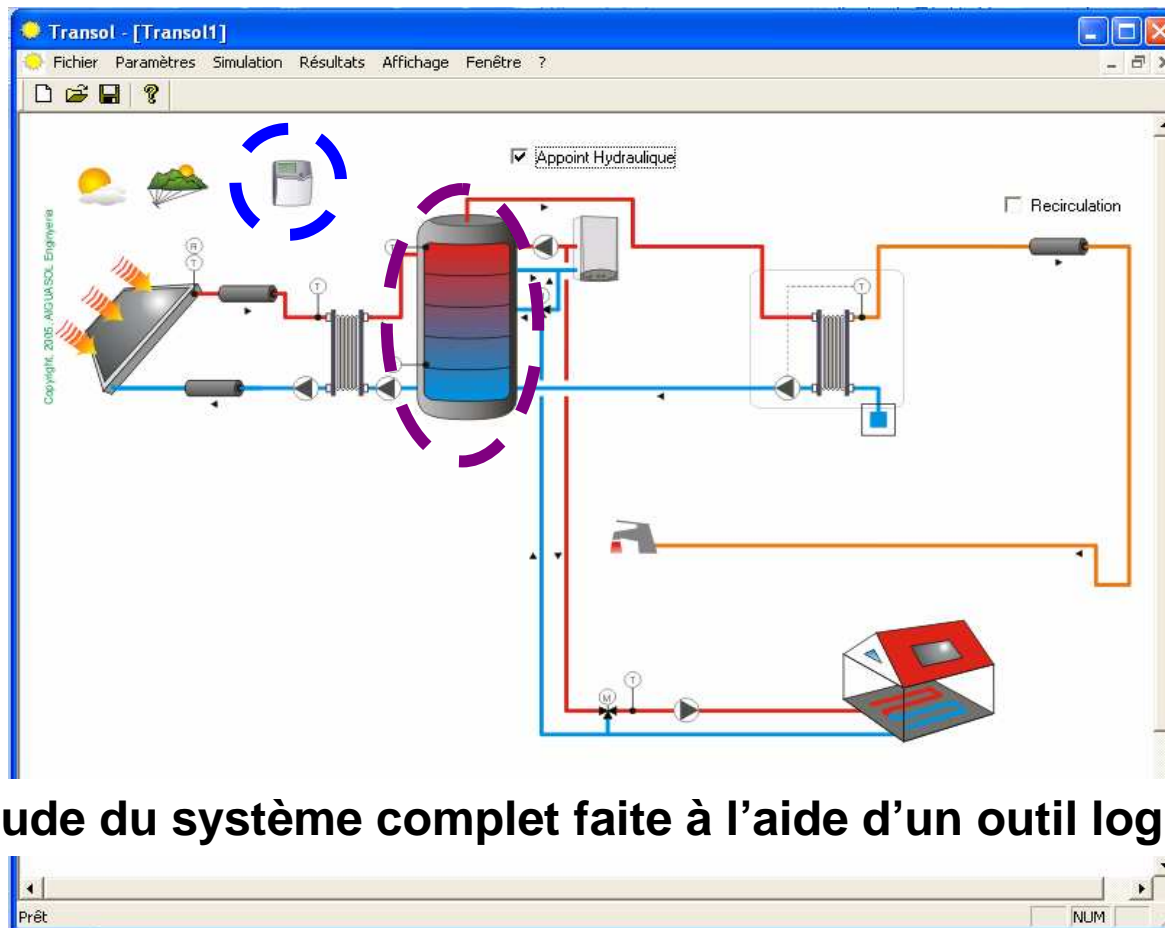 Transol - [Transol1]
Fichier Paramètres Simulation Résultats Affichage Fenêtre ?
Appoint Hydraulique
Recirculation
Copyright, 2005. AIGUASOL Enginyeria
R
T
T
T
T
M
T
ude du système complet faite à l'aide d'un outil log
Prêt
NUM